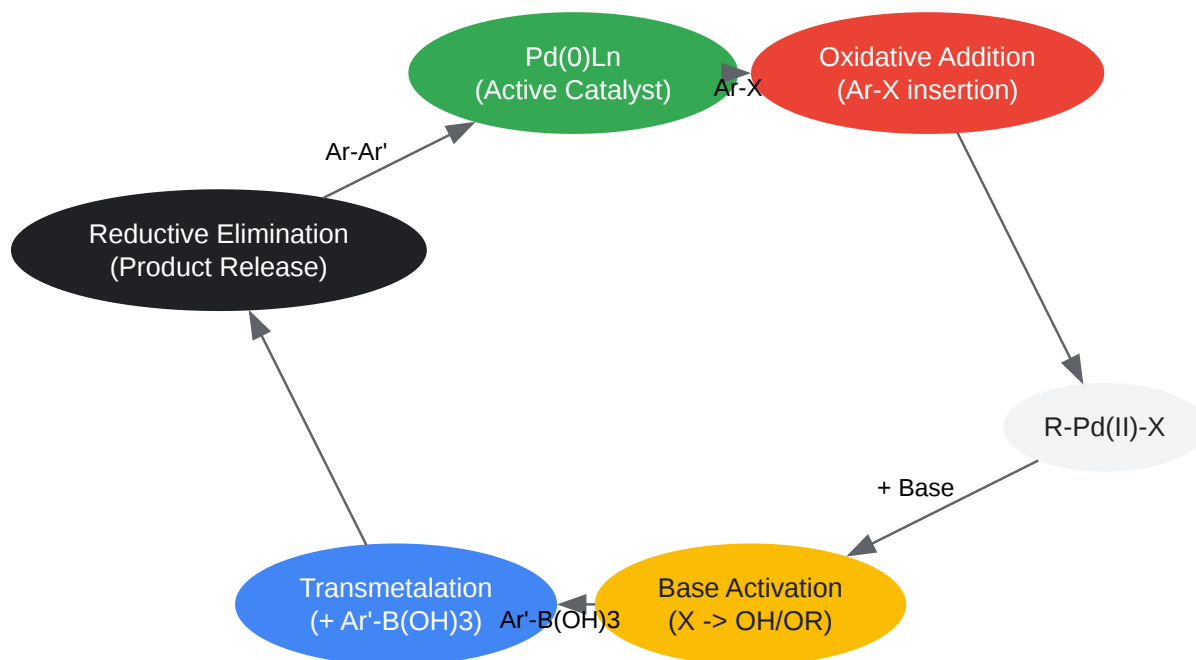 Pd(0)Ln
(Active Catalyst)
Ar-X
Oxidative Addition
(Ar-X insertion)
Ar-Ar'
Reductive Elimination
(Product Release)
R-Pd(II)-X
+ Base
Transmetalation
(+ Ar'-B(OH)3)
Ar'-B(OH)3
Base Activation
(X -> OH/OR)